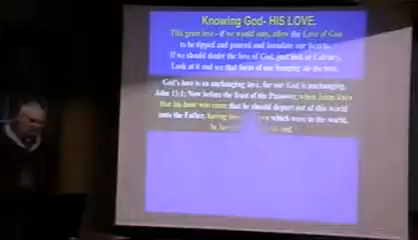 Knowing God- HIS LOVE.
This great love - if we would only, allow the Love of God
to be tipped and poured and inundate our hearts.
If we should doubt the love of God, just look at Calvary,
Look at it and see that form of one hanging on the tree.
God's love is an unchanging love, for our God is unchanging.
John 13:1; Now before the feast of the Passover, when Jesus knew
that his hour was come that he should depart out of this world
unto the Father, having which were in the world,
he end.